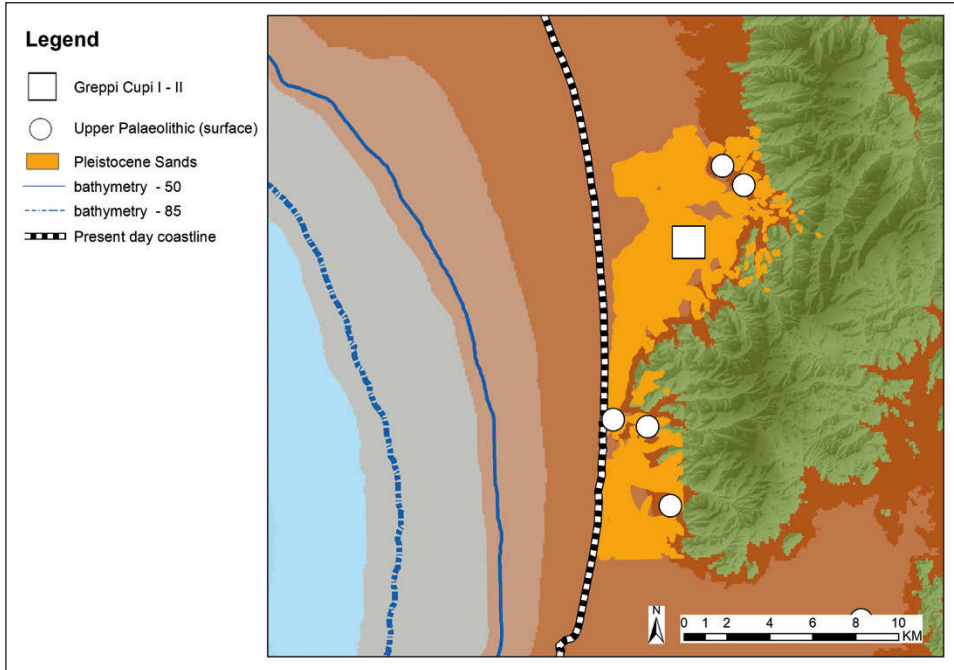 Legend
Greppi Cupi I - II
Upper Palaeolithic (surface)
Pleistocene Sands
bathymetry - 50
bathymetry - 85
Present day coastline
N
0 1 2 4 6 8 10
KM